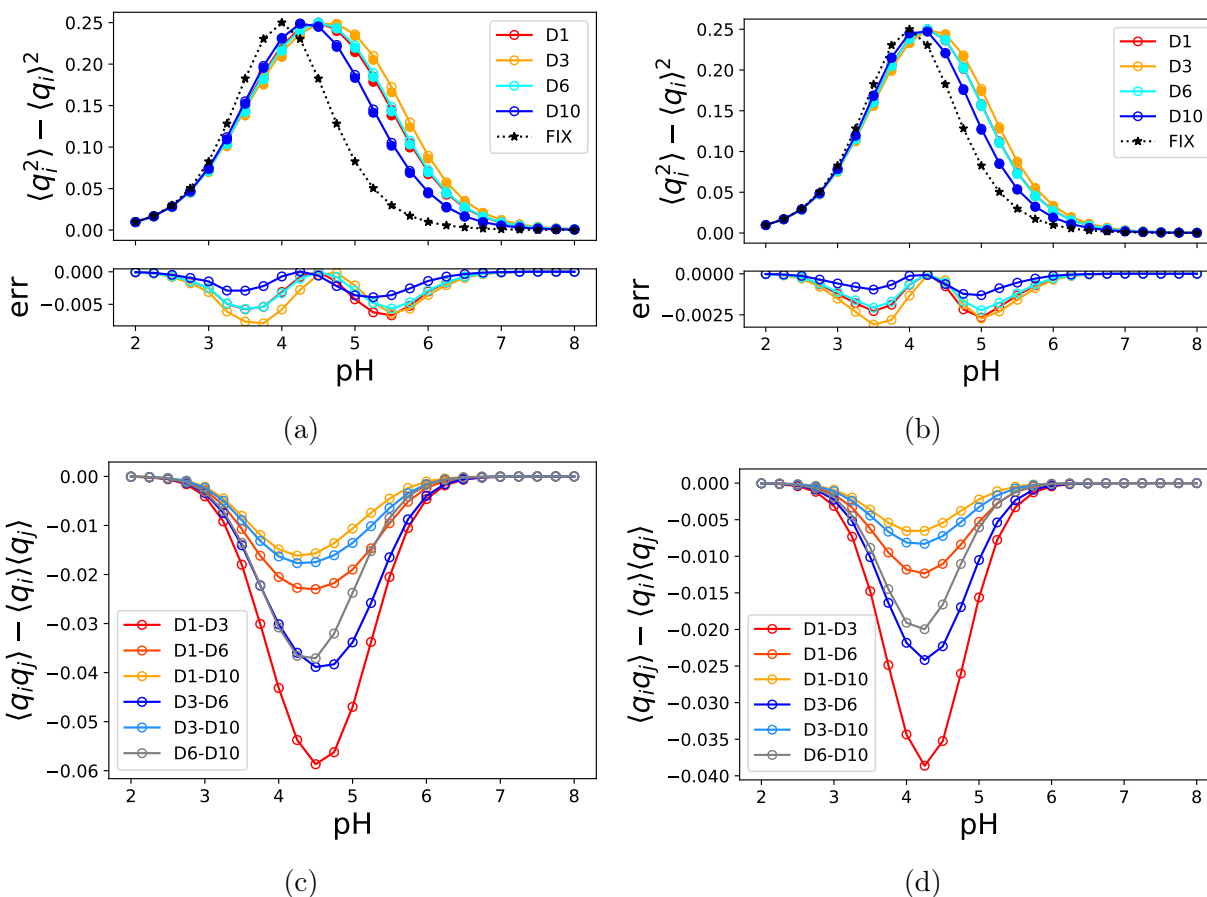 ⟨q_i^2⟩ − ⟨q_i⟩^2
0.25
0.20
0.15
0.10
0.05
0.00
D1
D3
D6
D10
FIX
err
0.000
−0.005
2 3 4 5 6 7 8
pH
(a)
⟨q_i^2⟩ − ⟨q_i⟩^2
0.25
0.20
0.15
0.10
0.05
0.00
D1
D3
D6
D10
FIX
err
0.0000
−0.0025
2 3 4 5 6 7 8
pH
(b)
⟨q_i q_j⟩ − ⟨q_i⟩⟨q_j⟩
0.00
−0.01
−0.02
−0.03
−0.04
−0.05
−0.06
D1-D3
D1-D6
D1-D10
D3-D6
D3-D10
D6-D10
2 3 4 5 6 7 8
pH
(c)
⟨q_i q_j⟩ − ⟨q_i⟩⟨q_j⟩
0.000
−0.005
−0.010
−0.015
−0.020
−0.025
−0.030
−0.035
−0.040
D1-D3
D1-D6
D1-D10
D3-D6
D3-D10
D6-D10
2 3 4 5 6 7 8
pH
(d)